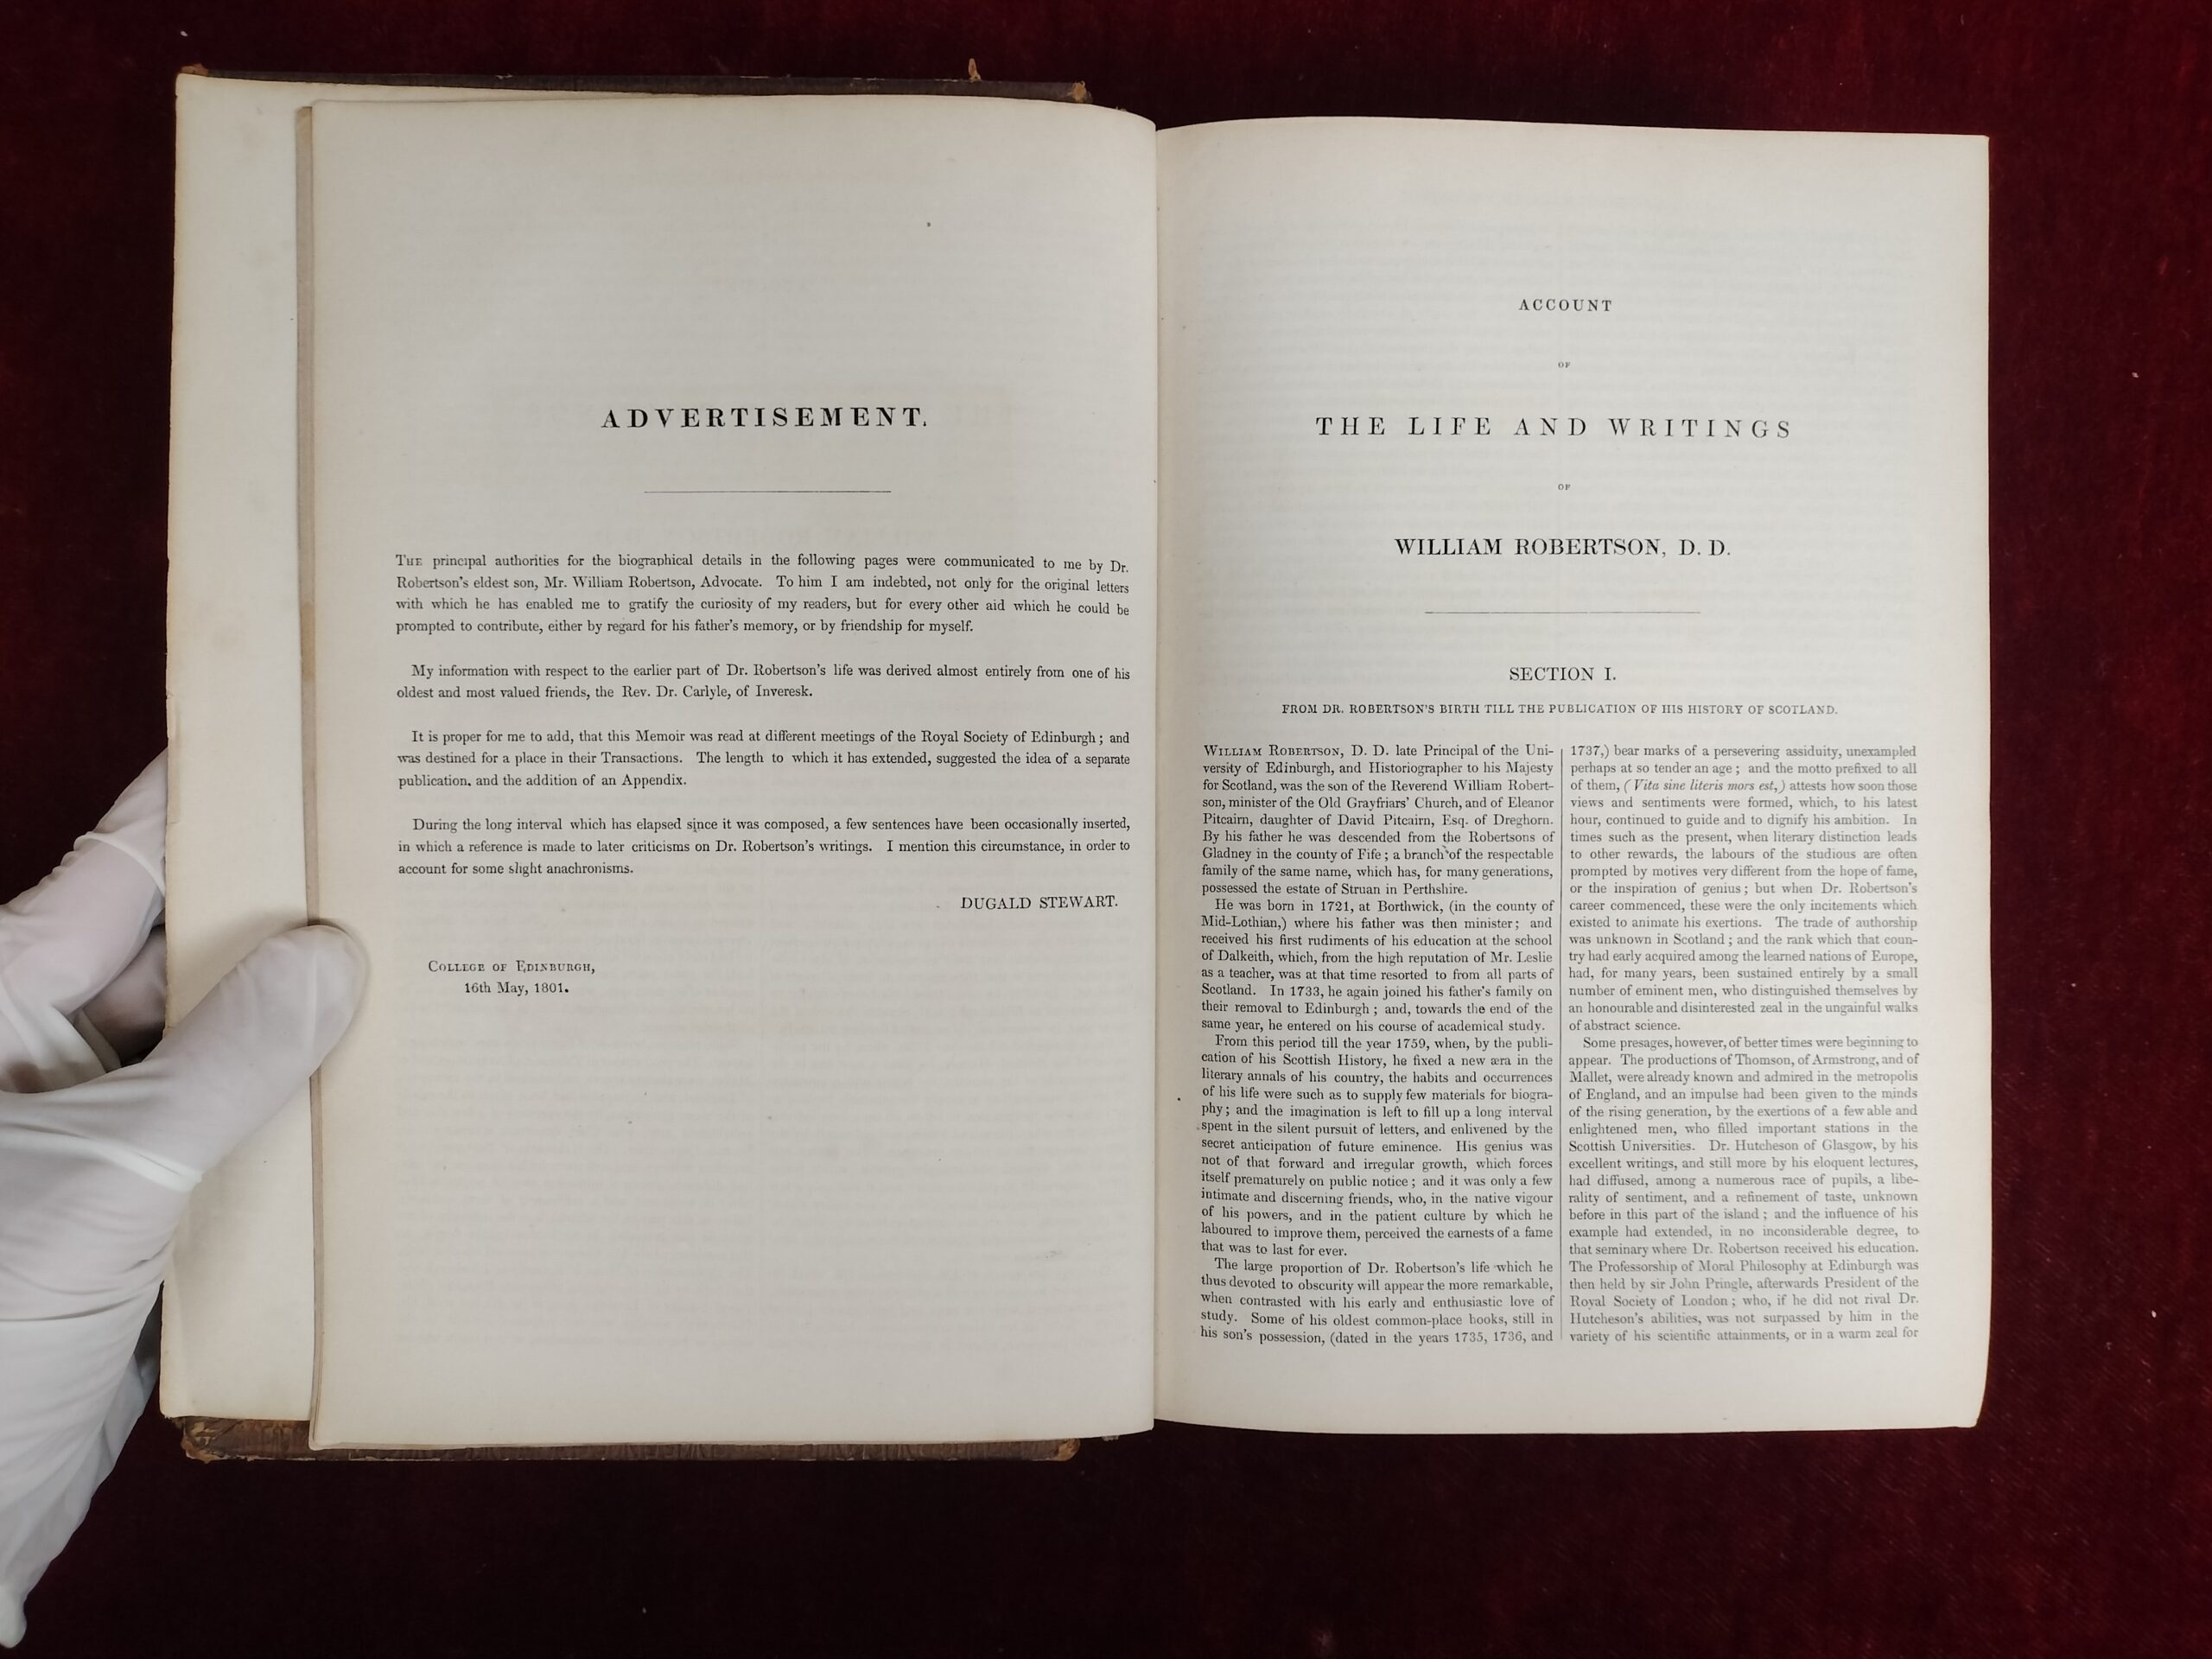 ADVERTISEMENT.
THE principal authorities for the biographical details in the following pages were communicated to me by Dr.
Robertson's eldest son, Mr. William Robertson, Advocate. To him I am indebted, not only for the original letters
with which he has enabled me to gratify the curiosity of my readers, but for every other aid which he could be
prompted to contribute, either by regard for his father's memory, or by friendship for myself.
My information with respect to the earlier part of Dr. Robertson's life was derived almost entirely from one of his
oldest and most valued friends, the Rev. Dr. Carlyle, of Inveresk.
It is proper for me to add, that this Memoir was read at different meetings of the Royal Society of Edinburgh; and
was destined for a place in their Transactions. The length to which it has extended, suggested the idea of a separate
publication, and the addition of an Appendix.
During the long interval which has elapsed since it was composed, a few sentences have been occasionally inserted,
in which a reference is made to later criticisms on Dr. Robertson's writings. I mention this circumstance, in order to
account for some slight anachronisms.
DUGALD STEWART.
COLLEGE OF EDINBURGH,
16th May, 1801.
ACCOUNT
OF
THE LIFE AND WRITINGS
OF
WILLIAM ROBERTSON, D. D.
SECTION I.
FROM DR. ROBERTSON'S BIRTH TILL THE PUBLICATION OF HIS HISTORY OF SCOTLAND.
WILLIAM ROBERTSON, D. D. late Principal of the Uni-
versity of Edinburgh, and Historiographer to his Majesty
for Scotland, was the son of the Reverend William Robert-
son, minister of the Old Grayfriars' Church, and of Eleanor
Pitcairn, daughter of David Pitcairn, Esq. of Dreghorn.
By his father he was descended from the Robertsons of
Gladney in the county of Fife; a branch of the respectable
family of the same name, which has, for many generations,
possessed the estate of Struan in Perthshire.
He was born in 1721, at Borthwick, (in the county of
Mid-Lothian,) where his father was then minister; and
received his first rudiments of his education at the school
of Dalkeith, which, from the high reputation of Mr. Leslie
as a teacher, was at that time resorted to from all parts of
Scotland. In 1733, he again joined his father's family on
their removal to Edinburgh; and, towards the end of the
same year, he entered on his course of academical study.
From this period till the year 1759, when, by the publi-
cation of his Scottish History, he fixed a new æra in the
literary annals of his country, the habits and occurrences
of his life were such as to supply few materials for biogra-
phy; and the imagination is left to fill up a long interval
spent in the silent pursuit of letters, and enlivened by the
secret anticipation of future eminence. His genius was
not of that forward and irregular growth, which forces
itself prematurely on public notice; and it was only a few
intimate and discerning friends, who, in the native vigour
of his powers, and in the patient culture by which he
laboured to improve them, perceived the earnests of a fame
that was to last for ever.
The large proportion of Dr. Robertson's life which he
thus devoted to obscurity will appear the more remarkable,
when contrasted with his early and enthusiastic love of
study. Some of his oldest common-place books, still in
his son's possession, (dated in the years 1735, 1736, and
1737,) bear marks of a persevering assiduity, unexampled
perhaps at so tender an age; and the motto prefixed to all
of them, (Vita sine literis mors est,) attests how soon those
views and sentiments were formed, which, to his latest
hour, continued to guide and to dignify his ambition. In
times such as the present, when literary distinction leads
to other rewards, the labours of the studious are often
prompted by motives very different from the hope of fame,
or the inspiration of genius; but when Dr. Robertson's
career commenced, these were the only incitements which
existed to animate his exertions. The trade of authorship
was unknown in Scotland; and the rank which that coun-
try had early acquired among the learned nations of Europe,
had, for many years, been sustained entirely by a small
number of eminent men, who distinguished themselves by
an honourable and disinterested zeal in the ungainful walks
of abstract science.
Some presages, however, of better times were beginning to
appear. The productions of Thomson, of Armstrong, and of
Mallet, were already known and admired in the metropolis
of England, and an impulse had been given to the minds
of the rising generation, by the exertions of a few able and
enlightened men, who filled important stations in the
Scottish Universities. Dr. Hutcheson of Glasgow, by his
excellent writings, and still more by his eloquent lectures,
had diffused, among a numerous race of pupils, a libe-
rality of sentiment, and a refinement of taste, unknown
before in this part of the island; and the influence of his
example had extended, in no inconsiderable degree, to
that seminary where Dr. Robertson received his education.
The Professorship of Moral Philosophy at Edinburgh was
then held by sir John Pringle, afterwards President of the
Royal Society of London; who, if he did not rival Dr.
Hutcheson's abilities, was not surpassed by him in the
variety of his scientific attainments, or in a warm zeal for